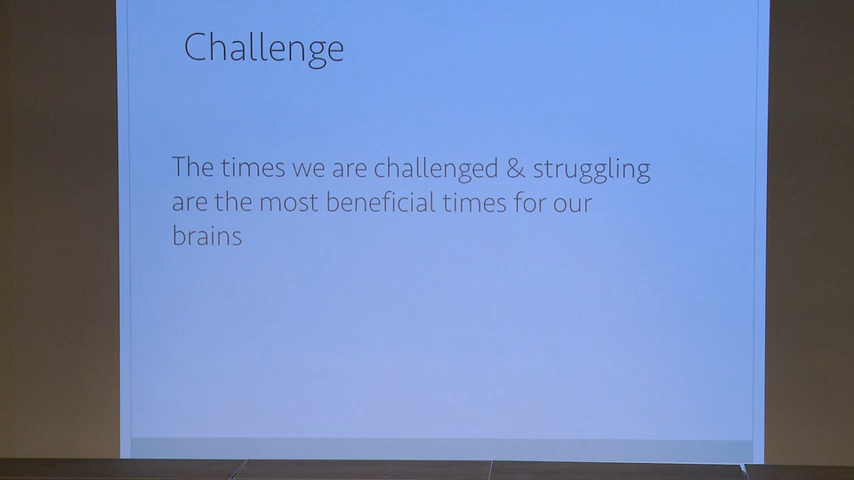 Challenge
The times we are challenged & struggling
are the most beneficial times for our
brains